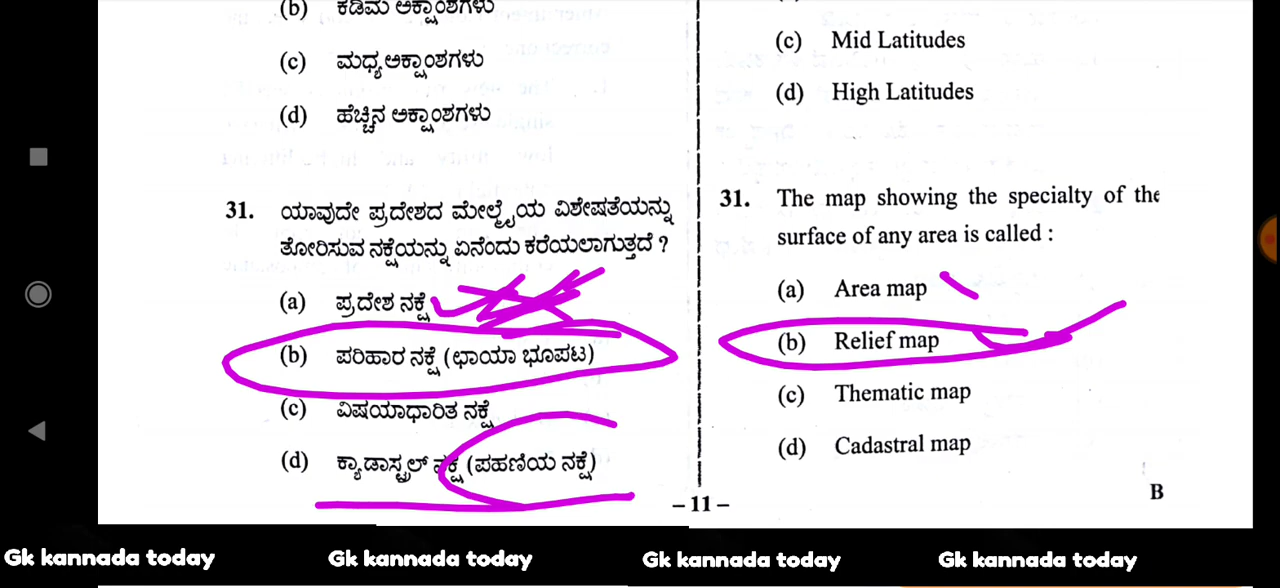 (b) ಕಡಿಮೆ ಅಕ್ಷಾಂಶಗಳು
(c) ಮಧ್ಯ ಅಕ್ಷಾಂಶಗಳು
(d) ಹೆಚ್ಚಿನ ಅಕ್ಷಾಂಶಗಳು
31. ಯಾವುದೇ ಪ್ರದೇಶದ ಮೇಲ್ಮೈಯ ವಿಶೇಷತೆಯನ್ನು
ತೋರಿಸುವ ನಕ್ಷೆಯನ್ನು ಏನೆಂದು ಕರೆಯಲಾಗುತ್ತದೆ ?
(a) ಪ್ರದೇಶ ನಕ್ಷೆ
(b) ಪರಿಹಾರ ನಕ್ಷೆ (ಛಾಯಾ ಭೂಪಟ)
(c) ವಿಷಯಾಧಾರಿತ ನಕ್ಷೆ
(d) ಕ್ಯಾಡಾಸ್ಟ್ರಲ್ ನಕ್ಷೆ (ಪಹಣಿಯ ನಕ್ಷೆ)
(c) Mid Latitudes
(d) High Latitudes
31. The map showing the specialty of the
surface of any area is called :
(a) Area map
(b) Relief map
(c) Thematic map
(d) Cadastral map
– 11 –
B
Gk kannada today Gk kannada today Gk kannada today Gk kannada today